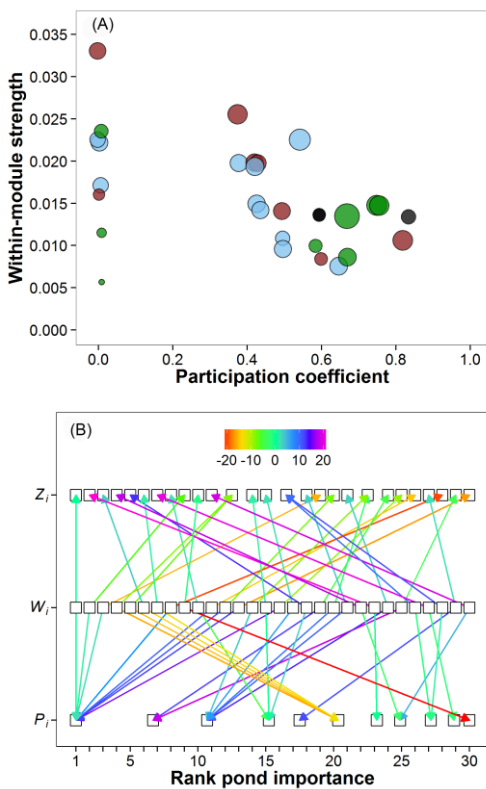 (A)
0.035
0.030
0.025
0.020
0.015
0.010
0.005
0.000
Within-module strength
0.0 0.2 0.4 0.6 0.8 1.0
Participation coefficient
(B)
-20 -10 0 10 20
Zi
Wi
Pi
1 5 10 15 20 25 30
Rank pond importance